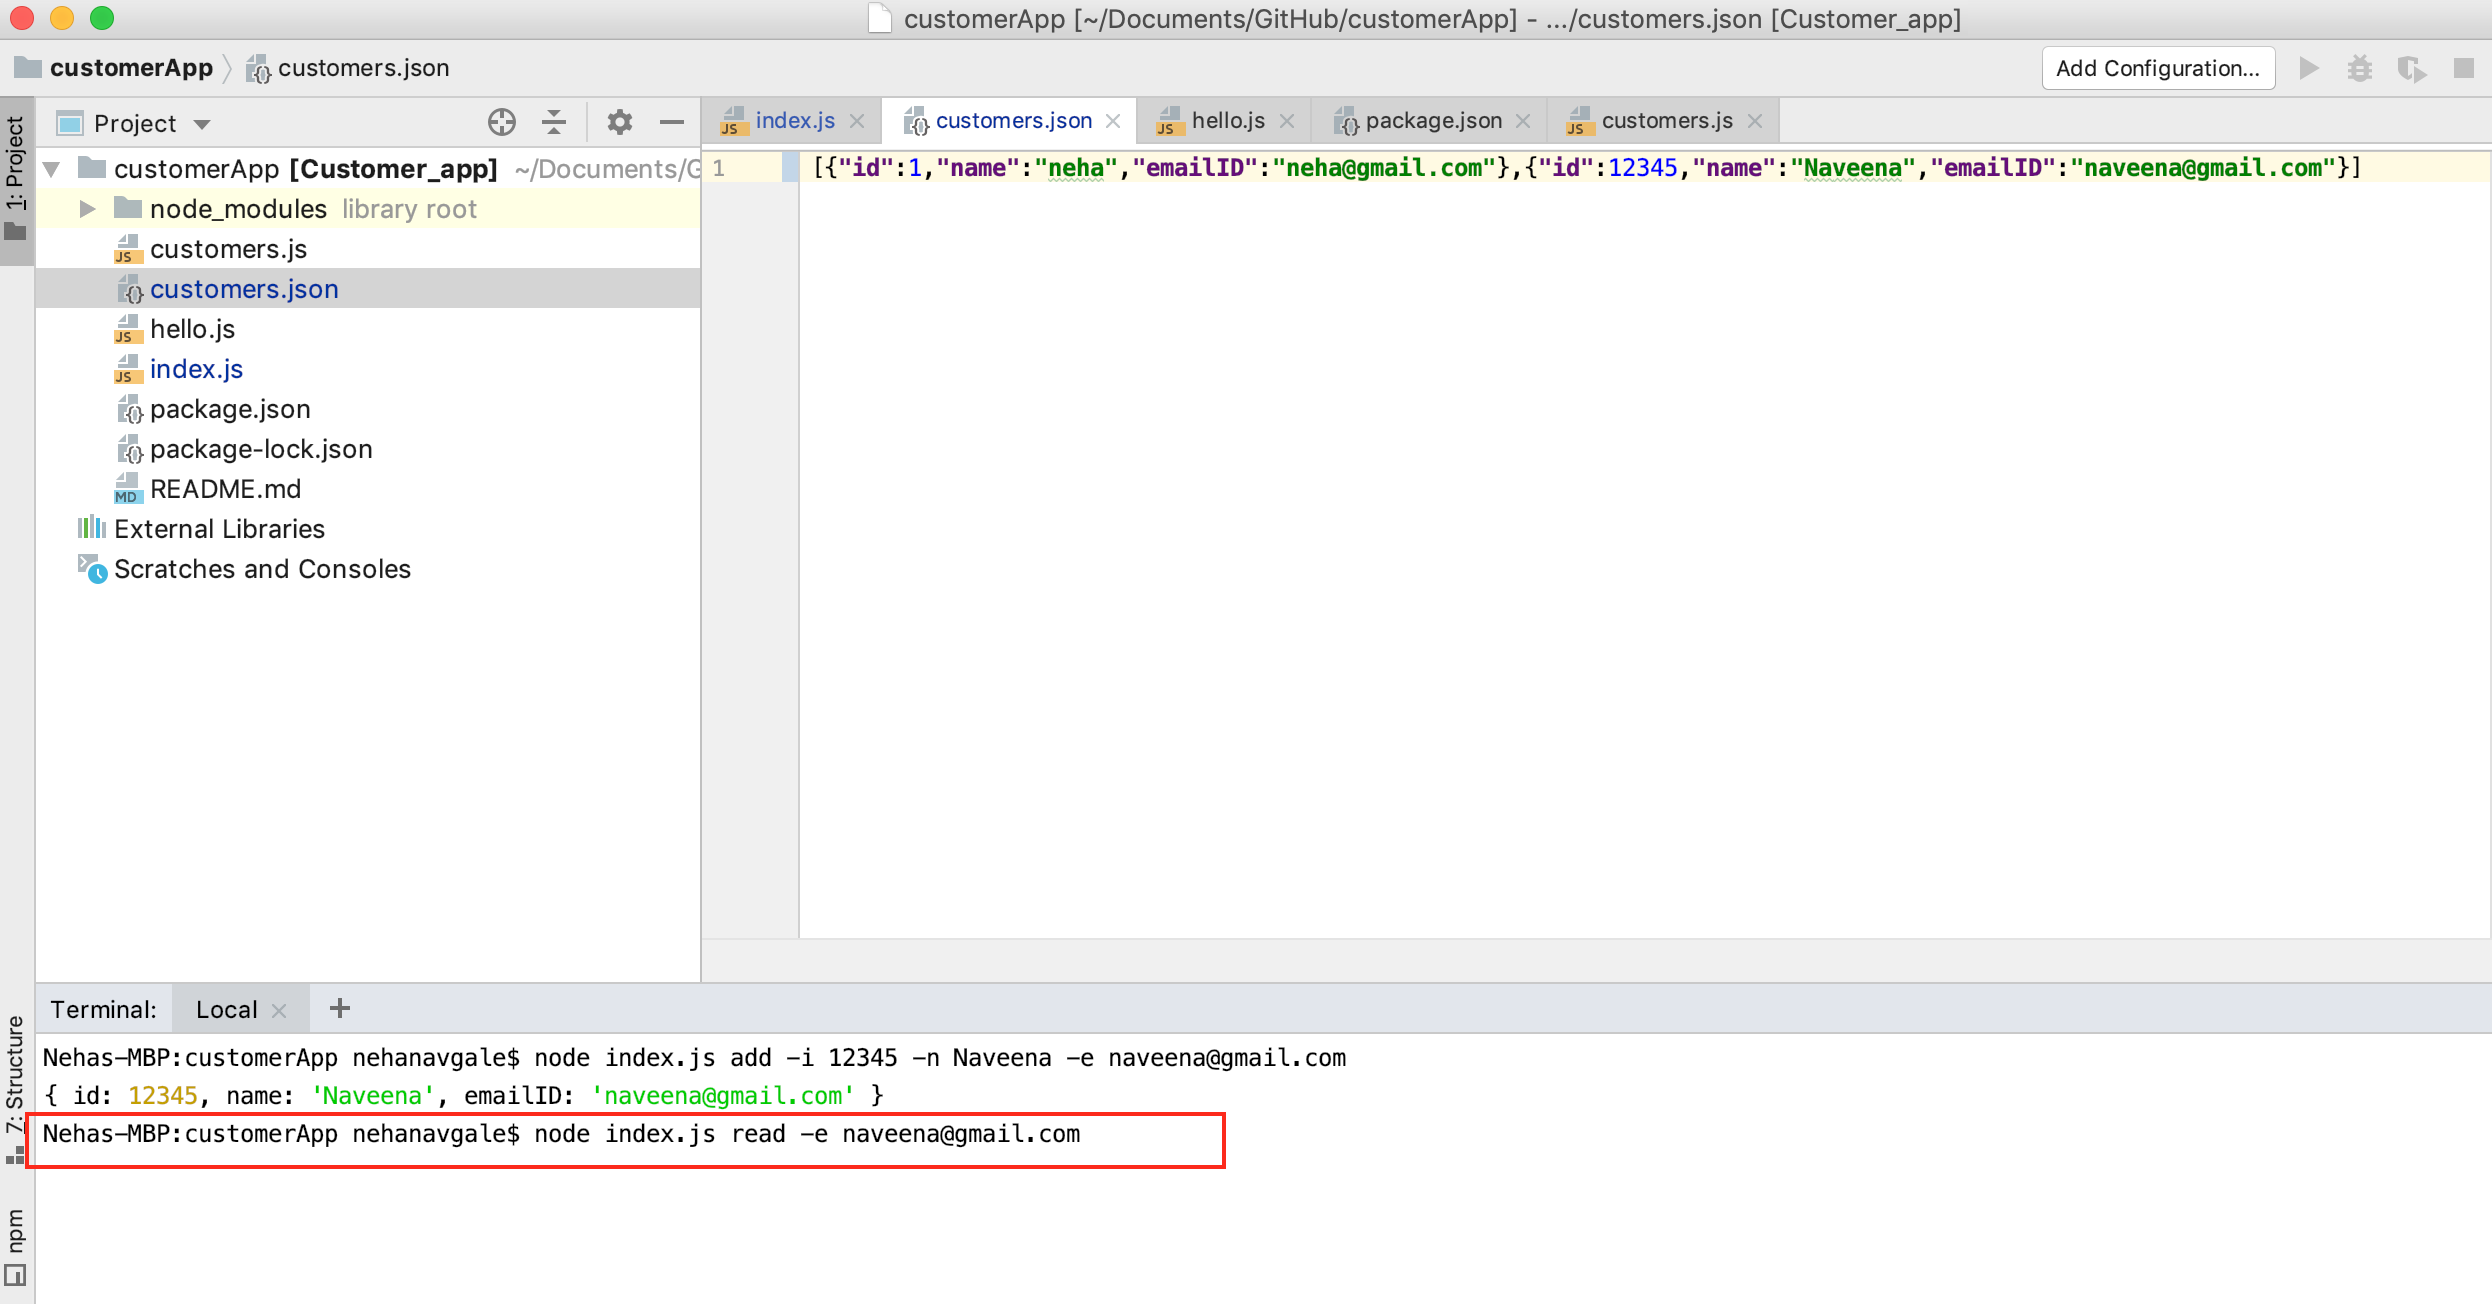 customerApp [~/Documents/GitHub/customerApp] - .../customers.json [Customer_app]
customerApp customers.json
Add Configuration...
1: Project
Project
customerApp [Customer_app] ~/Documents/G
node_modules library root
customers.js
customers.json
hello.js
index.js
package.json
package-lock.json
README.md
External Libraries
Scratches and Consoles
index.js customers.json hello.js package.json customers.js
1 [{"id":1,"name":"neha","emailID":"neha@gmail.com"},{"id":12345,"name":"Naveena","emailID":"naveena@gmail.com"}]
Terminal: Local +
Nehas-MBP:customerApp nehanavgale$ node index.js add -i 12345 -n Naveena -e naveena@gmail.com
{ id: 12345, name: 'Naveena', emailID: 'naveena@gmail.com' }
Nehas-MBP:customerApp nehanavgale$ node index.js read -e naveena@gmail.com
7: Structure
npm